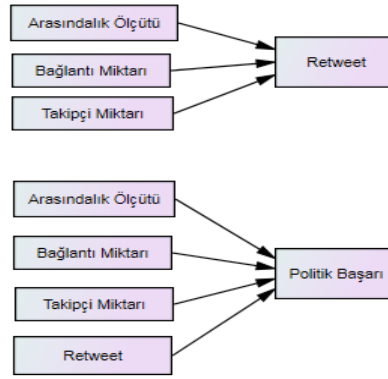 Arasındalık Ölçütü
Bağlantı Miktarı
Takipçi Miktarı
Retweet
Arasındalık Ölçütü
Bağlantı Miktarı
Takipçi Miktarı
Retweet
Politik Başarı